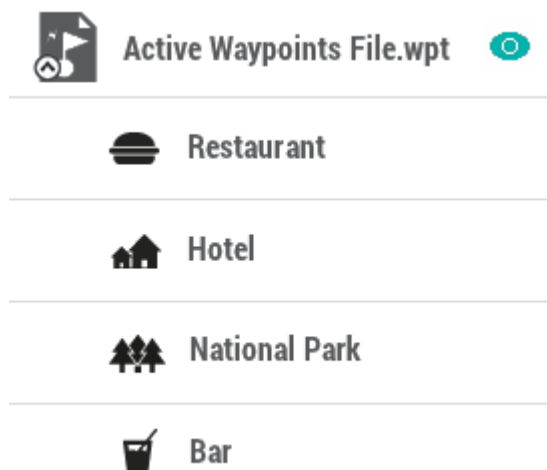 Active Waypoints File.wpt
Restaurant
Hotel
National Park
Bar